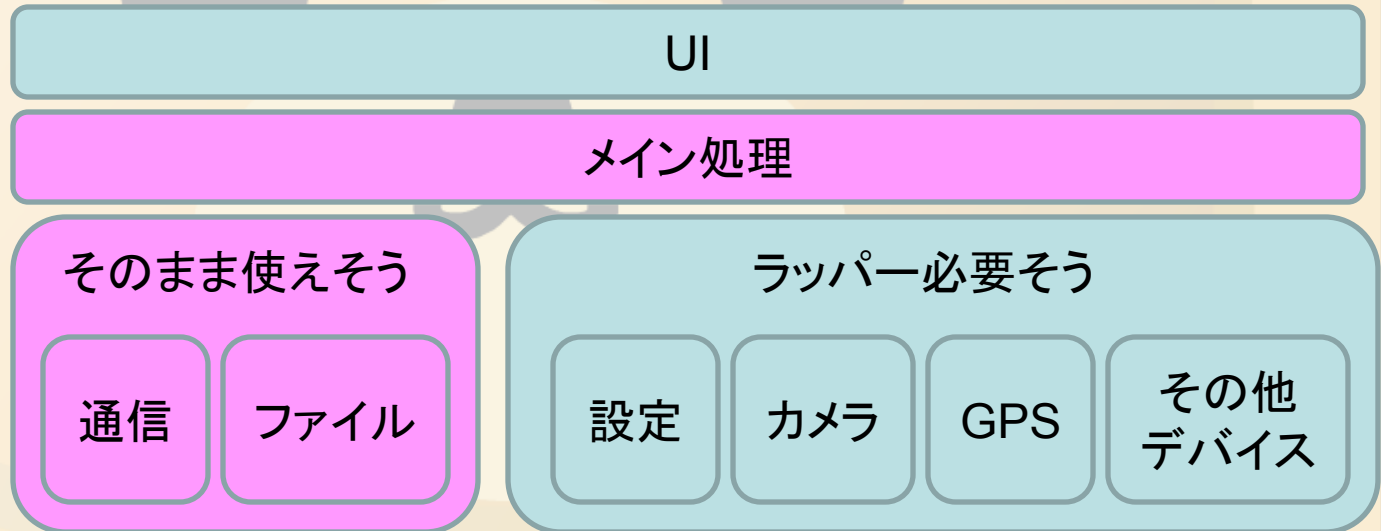 UI
メイン処理
そのまま使えそう
通信
ファイル
ラッパー必要そう
設定
カメラ
GPS
その他
デバイス